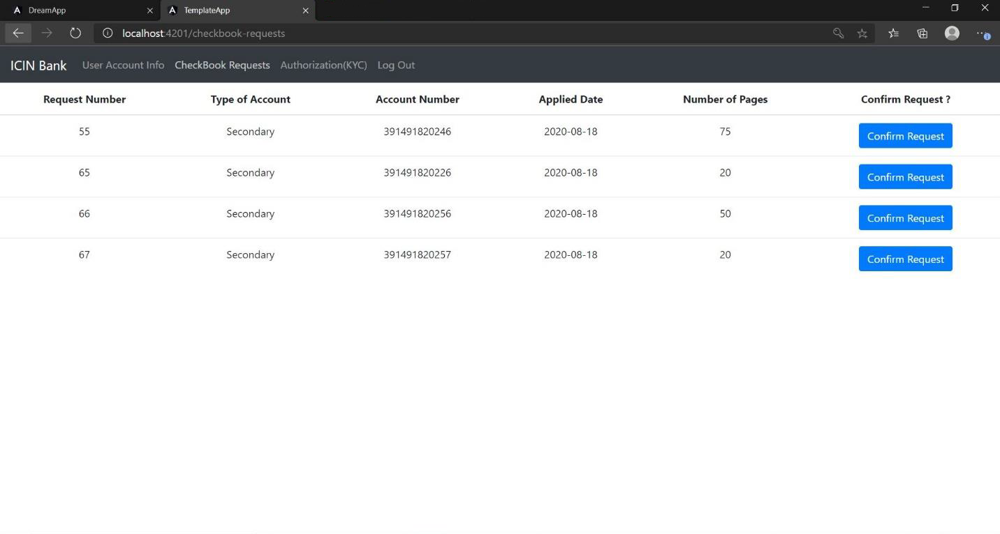 DreamApp TemplateApp
localhost:4201/checkbook-requests
ICIN Bank User Account Info CheckBook Requests Authorization(KYC) Log Out
Request Number Type of Account Account Number Applied Date Number of Pages Confirm Request ?
55 Secondary 391491820246 2020-08-18 75 Confirm Request
65 Secondary 391491820226 2020-08-18 20 Confirm Request
66 Secondary 391491820256 2020-08-18 50 Confirm Request
67 Secondary 391491820257 2020-08-18 20 Confirm Request